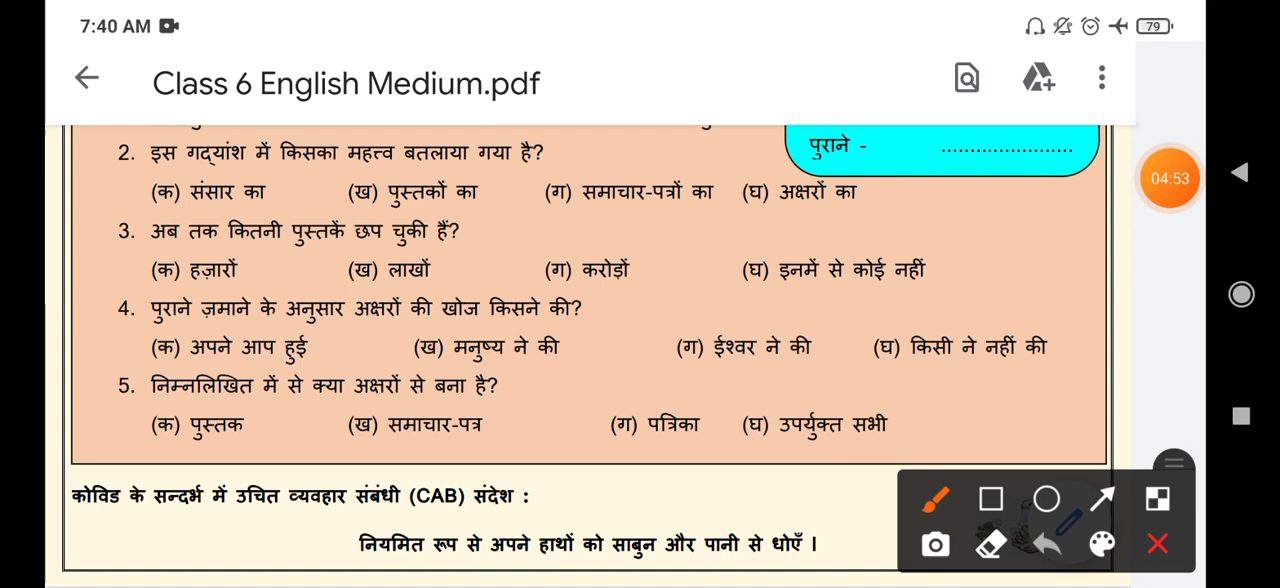 7:40 AM 79
Class 6 English Medium.pdf
पुराने - ......................
2. इस गद्यांश में किसका महत्त्व बतलाया गया है?
(क) संसार का (ख) पुस्तकों का (ग) समाचार-पत्रों का (घ) अक्षरों का
04:53
3. अब तक कितनी पुस्तकें छप चुकी हैं?
(क) हज़ारों (ख) लाखों (ग) करोड़ों (घ) इनमें से कोई नहीं
4. पुराने ज़माने के अनुसार अक्षरों की खोज किसने की?
(क) अपने आप हुई (ख) मनुष्य ने की (ग) ईश्वर ने की (घ) किसी ने नहीं की
5. निम्नलिखित में से क्या अक्षरों से बना है?
(क) पुस्तक (ख) समाचार-पत्र (ग) पत्रिका (घ) उपर्युक्त सभी
कोविड के सन्दर्भ में उचित व्यवहार संबंधी (CAB) संदेश :
नियमित रूप से अपने हाथों को साबुन और पानी से धोएँ ।